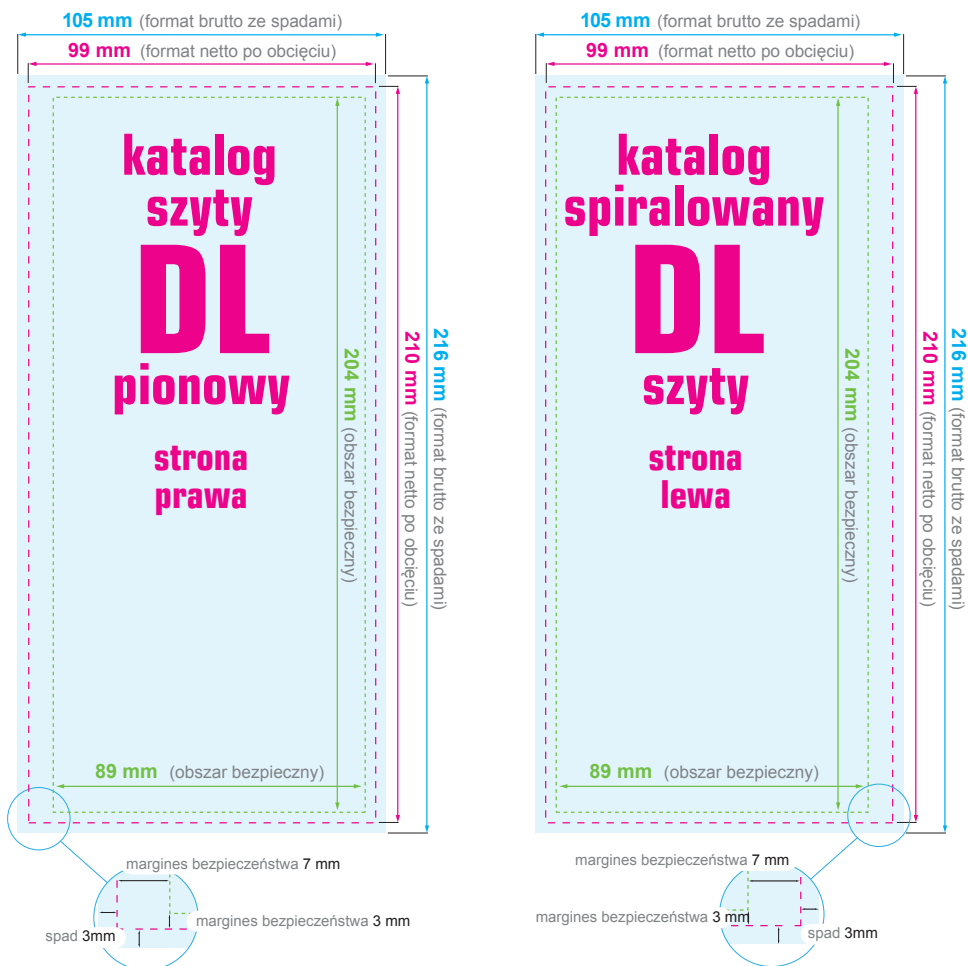 105 mm (format brutto ze spadami)
99 mm (format netto po obcięciu)
katalog
szyty
DL
pionowy
strona
prawa
204 mm (obszar bezpieczny)
210 mm (format netto po obcięciu)
216 mm (format brutto ze spadami)
89 mm (obszar bezpieczny)
margines bezpieczeństwa 7 mm
margines bezpieczeństwa 3 mm
spad 3mm
105 mm (format brutto ze spadami)
99 mm (format netto po obcięciu)
katalog
spiralowany
DL
szyty
strona
lewa
204 mm (obszar bezpieczny)
210 mm (format netto po obcięciu)
216 mm (format brutto ze spadami)
89 mm (obszar bezpieczny)
margines bezpieczeństwa 7 mm
margines bezpieczeństwa 3 mm
spad 3mm